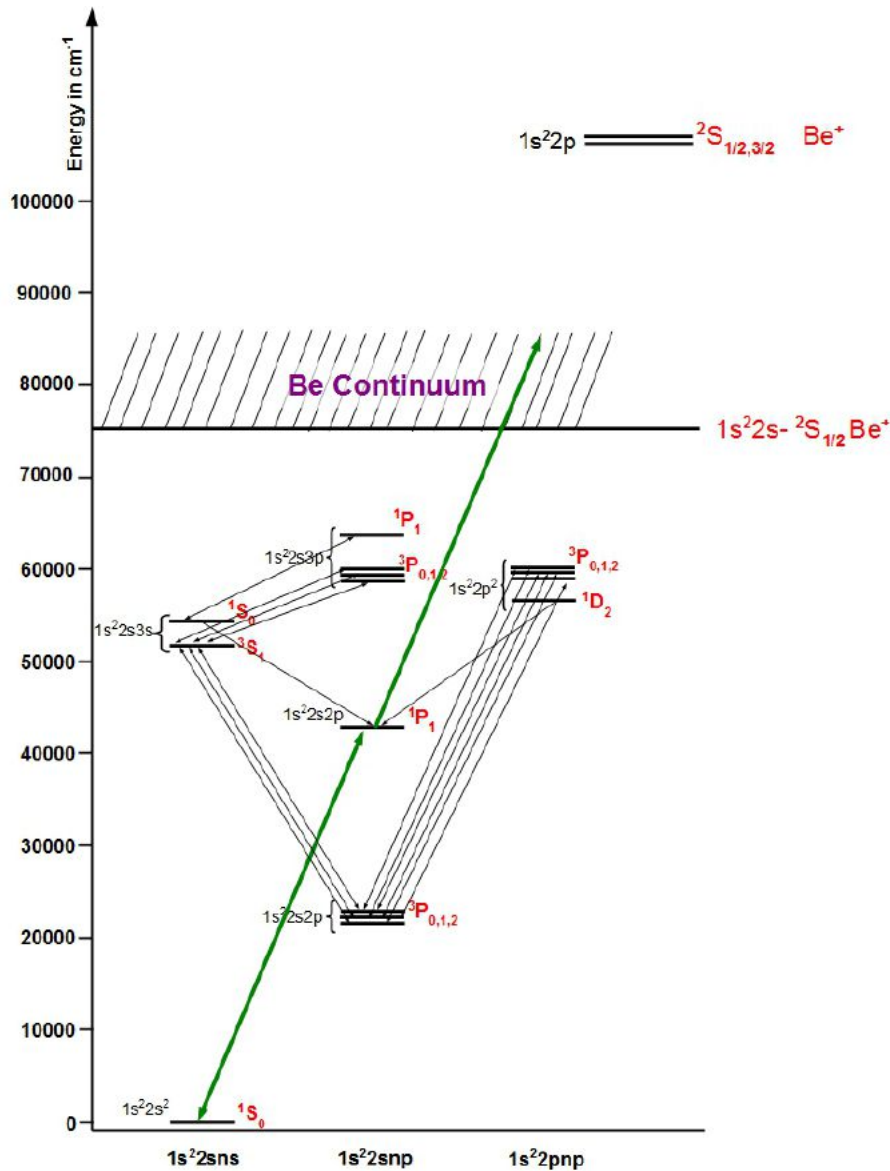 Energy in cm⁻¹
1s²2p ²S₁/₂,₃/₂ Be⁺
100000
90000
80000 Be Continuum
1s²2s- ²S₁/₂ Be⁺
70000
¹P₁
1s²2s3p
60000 ³P₀,₁,₂ ³P₀,₁,₂
1s²2p²
¹S₀ ¹D₂
1s²2s3s
50000 ³S₁
1s²2s2p ¹P₁
40000
30000
1s²2s2p ³P₀,₁,₂
20000
10000
1s²2s² ¹S₀
0
1s²2sns 1s²2snp 1s²2pnp